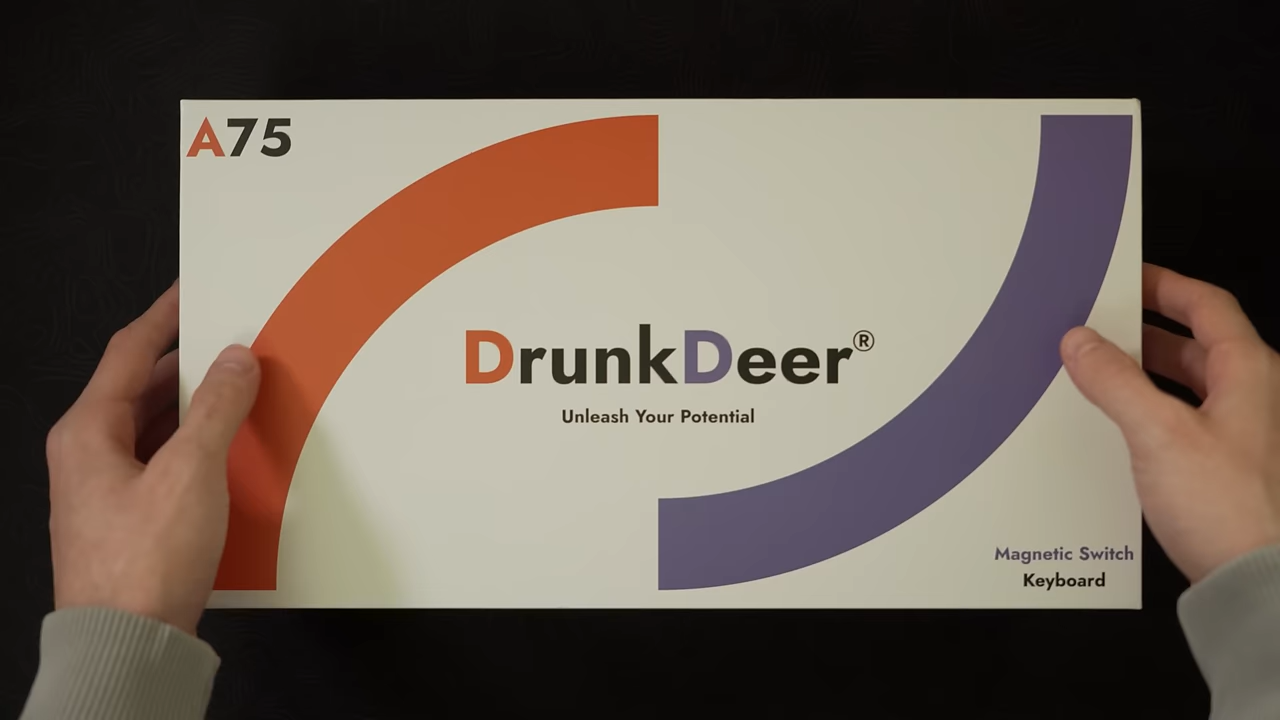 A75
DrunkDeer®
Unleash Your Potential
Magnetic Switch
Keyboard